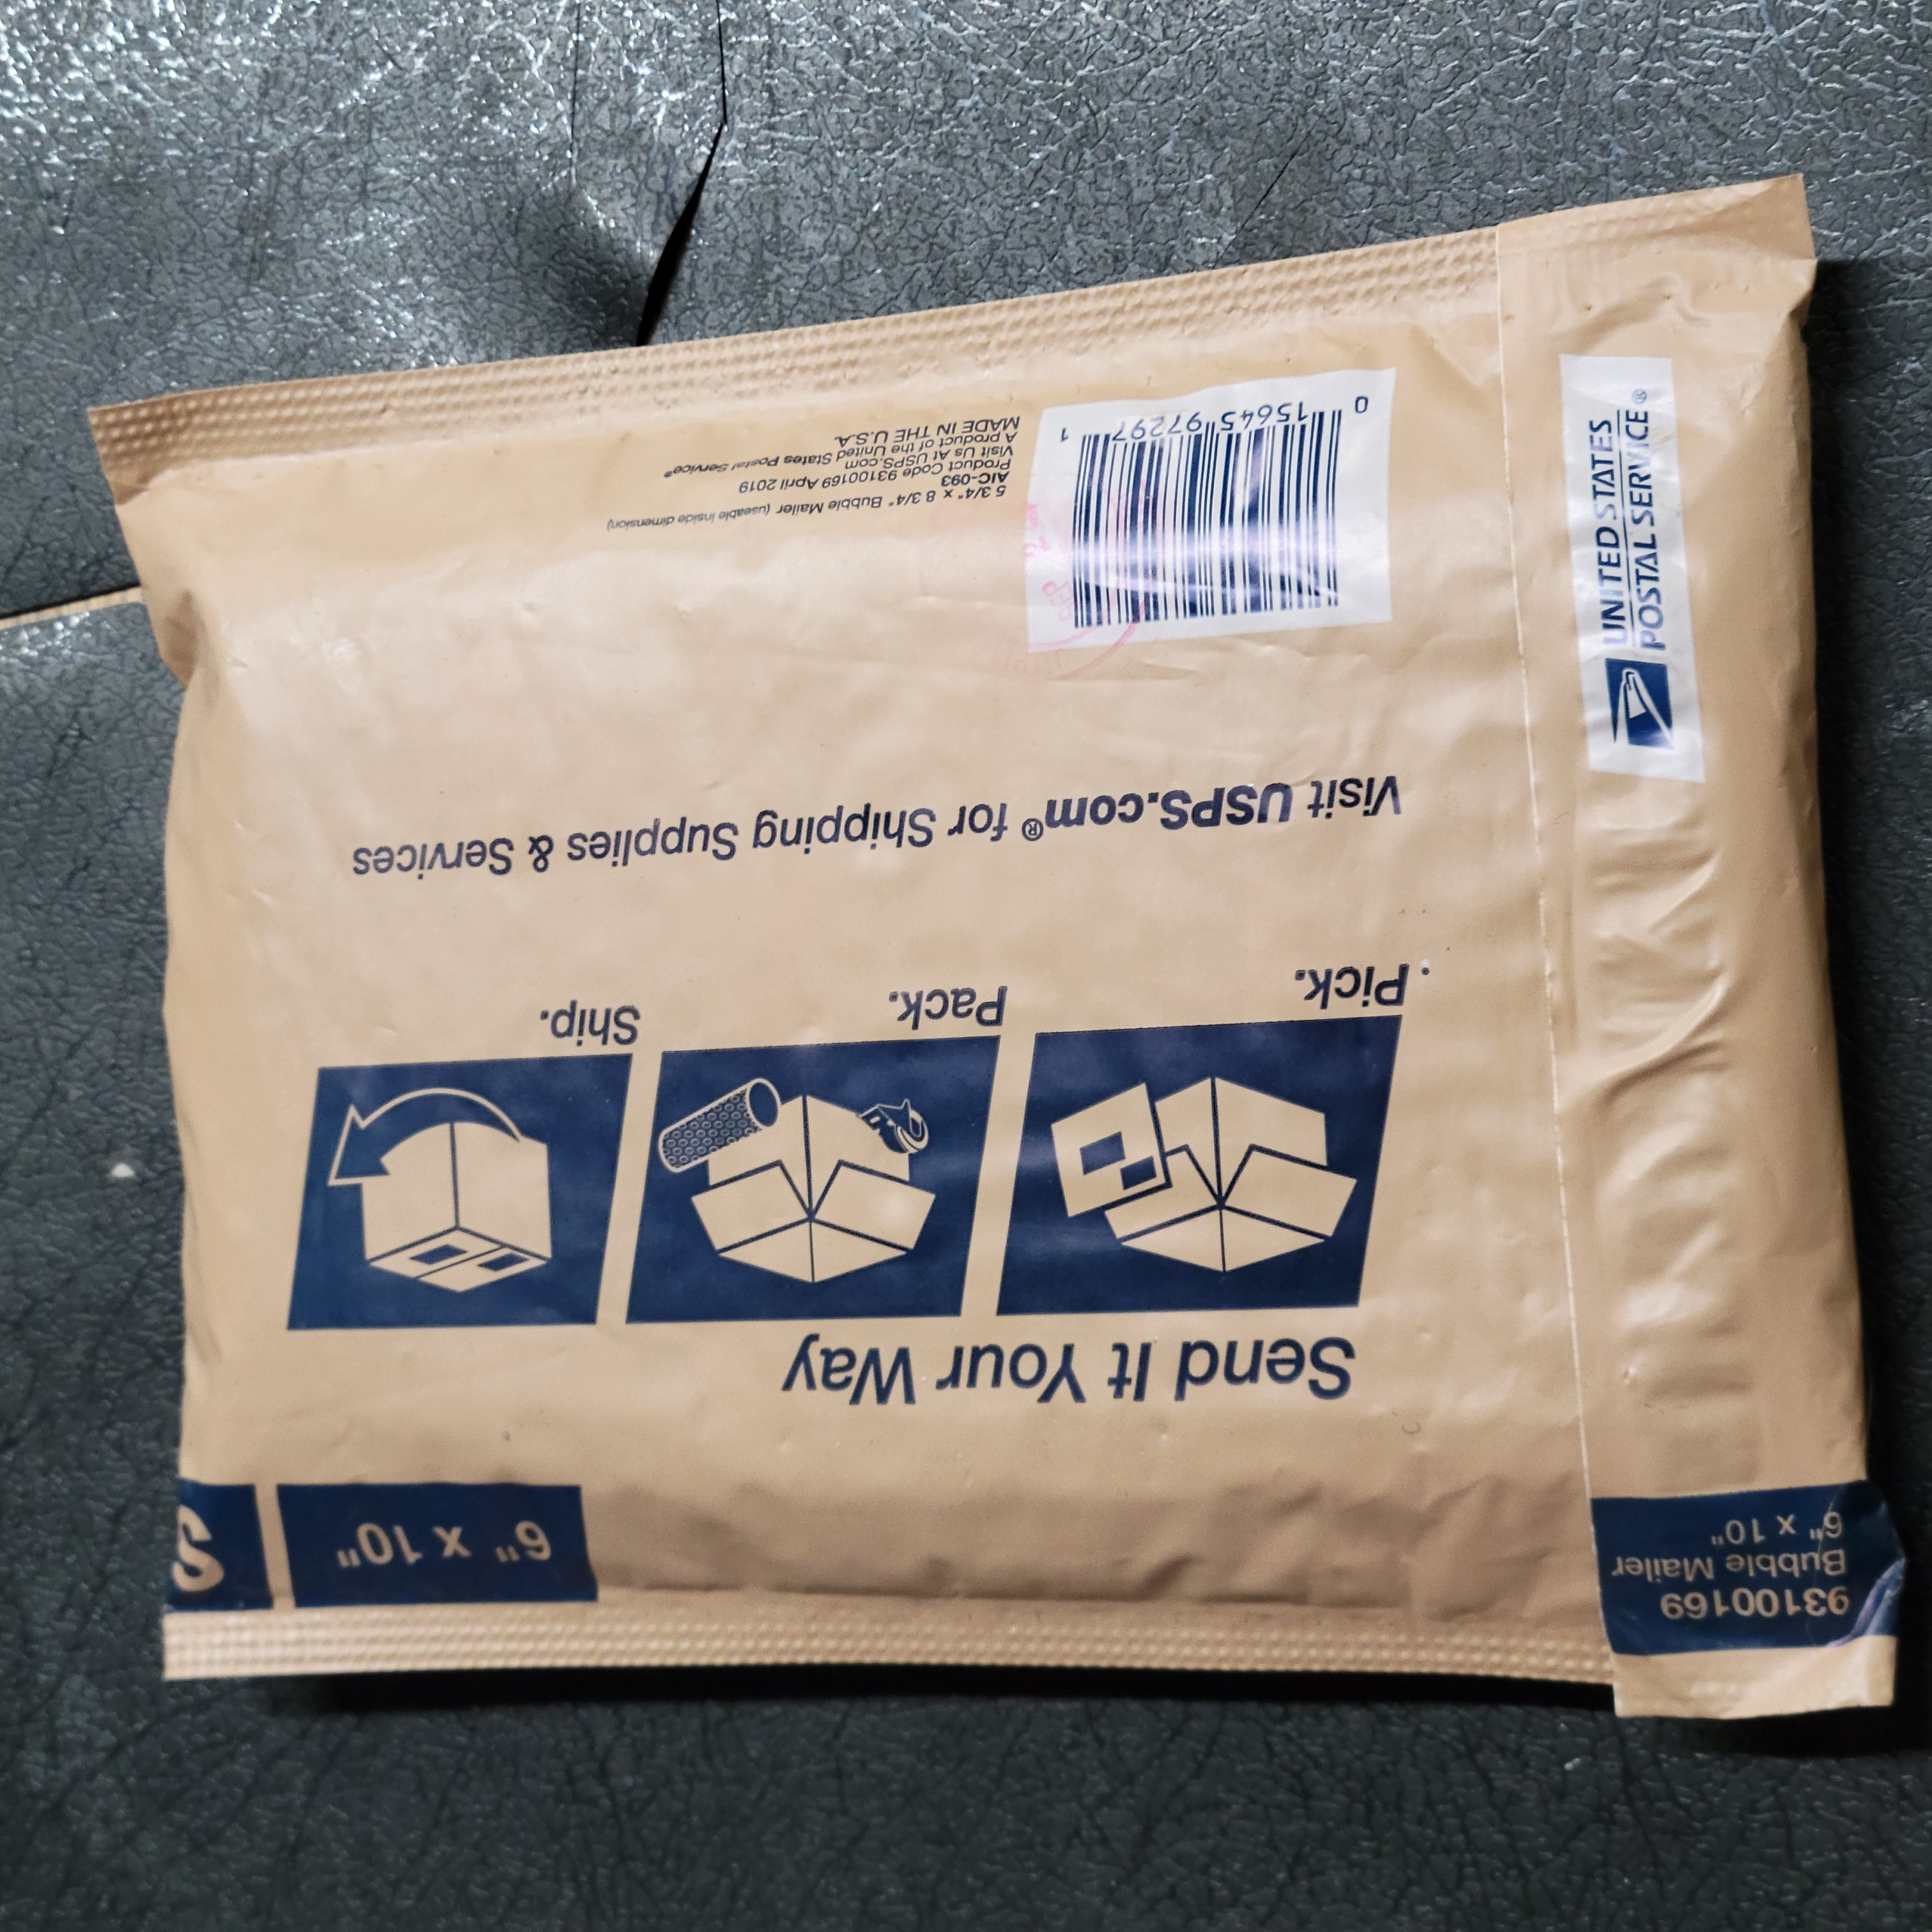 93100169
Bubble Mailer
6" x 10"
6" x 10"
S
Send It Your Way
Pick.
Pack.
Ship.
Visit USPS.com® for Shipping Supplies & Services
5 3/4" x 8 3/4" Bubble Mailer (useable inside dimension)
AIC-093
Product Code 93100169 April 2019
Visit Us At USPS.com
A product of the United States Postal Service®
MADE IN THE U.S.A.
0 15645 97297 1
UNITED STATES
POSTAL SERVICE®